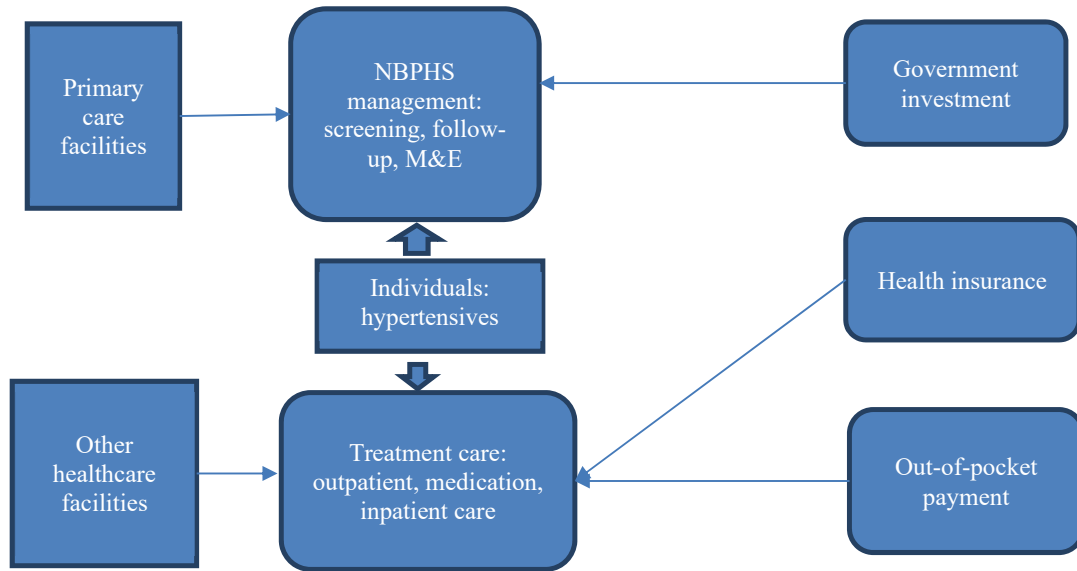 Primary
care
facilities
NBPHS
management:
screening, follow-
up, M&E
Government
investment
Individuals:
hypertensives
Health insurance
Other
healthcare
facilities
Treatment care:
outpatient, medication,
inpatient care
Out-of-pocket
payment